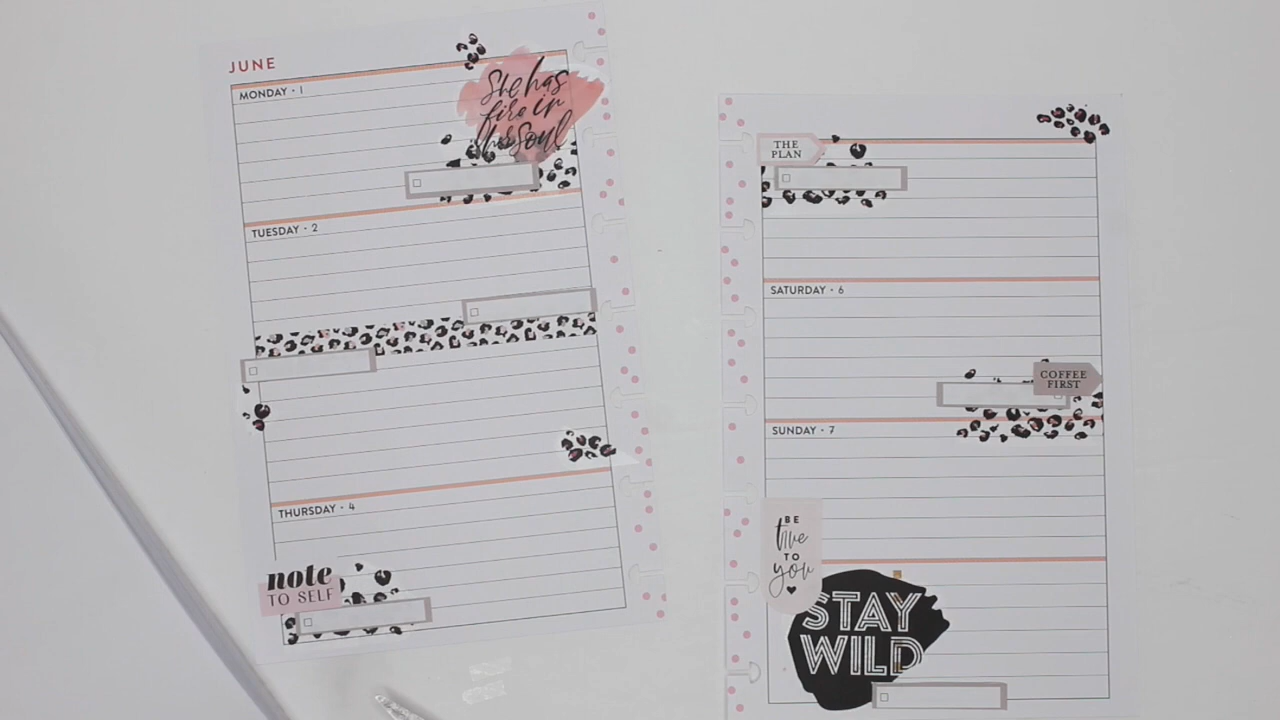 JUNE
MONDAY · 1
She has
fire in
her Soul
TUESDAY · 2
THURSDAY · 4
note
TO SELF
THE
PLAN
SATURDAY · 6
COFFEE
FIRST
SUNDAY · 7
BE
true
TO
you
STAY
WILD